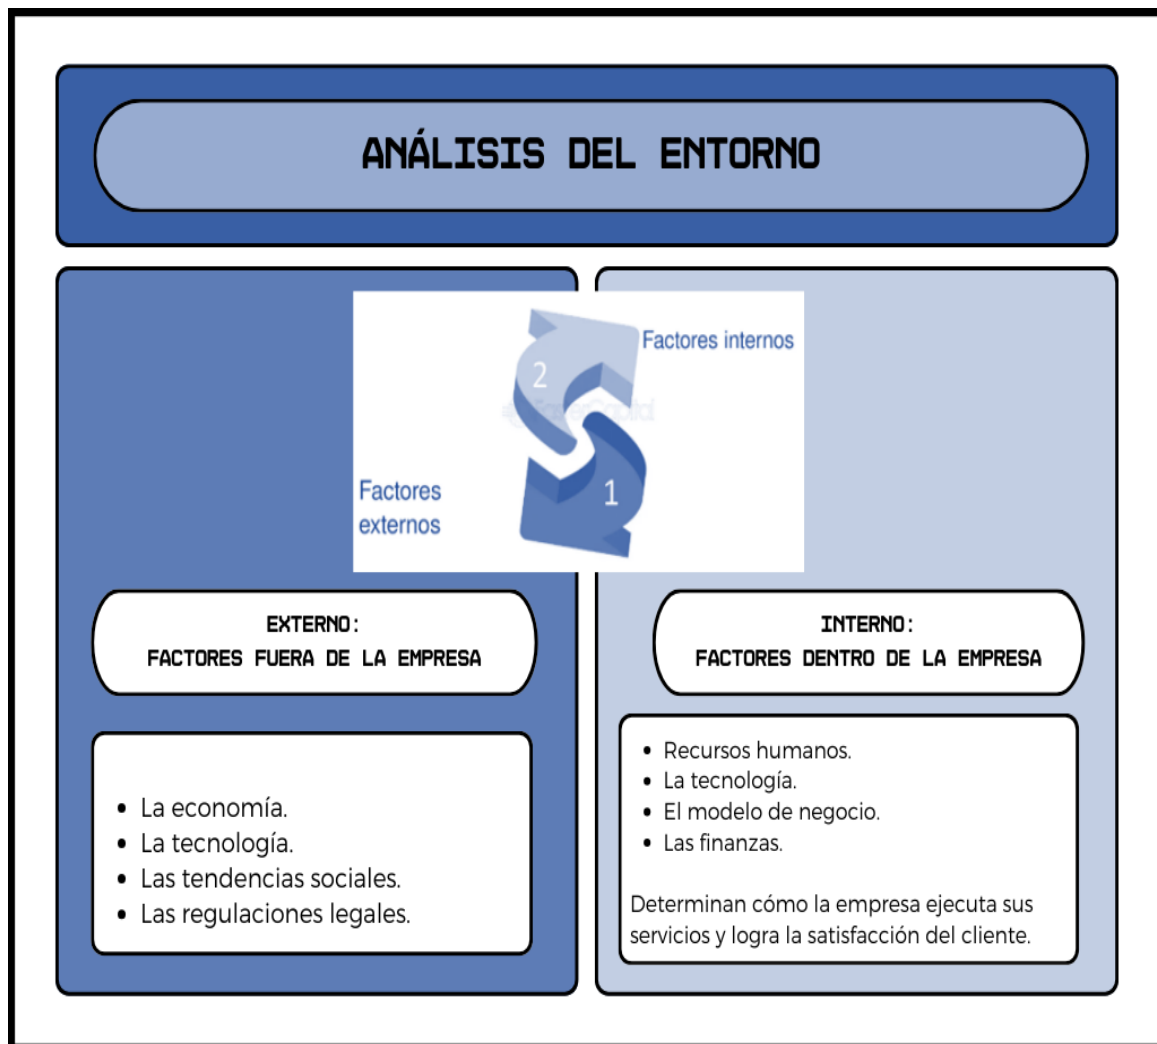 ANÁLISIS DEL ENTORNO
Factores internos
2
1
Factores
externos
EXTERNO:
FACTORES FUERA DE LA EMPRESA
• La economía.
• La tecnología.
• Las tendencias sociales.
• Las regulaciones legales.
INTERNO:
FACTORES DENTRO DE LA EMPRESA
• Recursos humanos.
• La tecnología.
• El modelo de negocio.
• Las finanzas.
Determinan cómo la empresa ejecuta sus
servicios y logra la satisfacción del cliente.